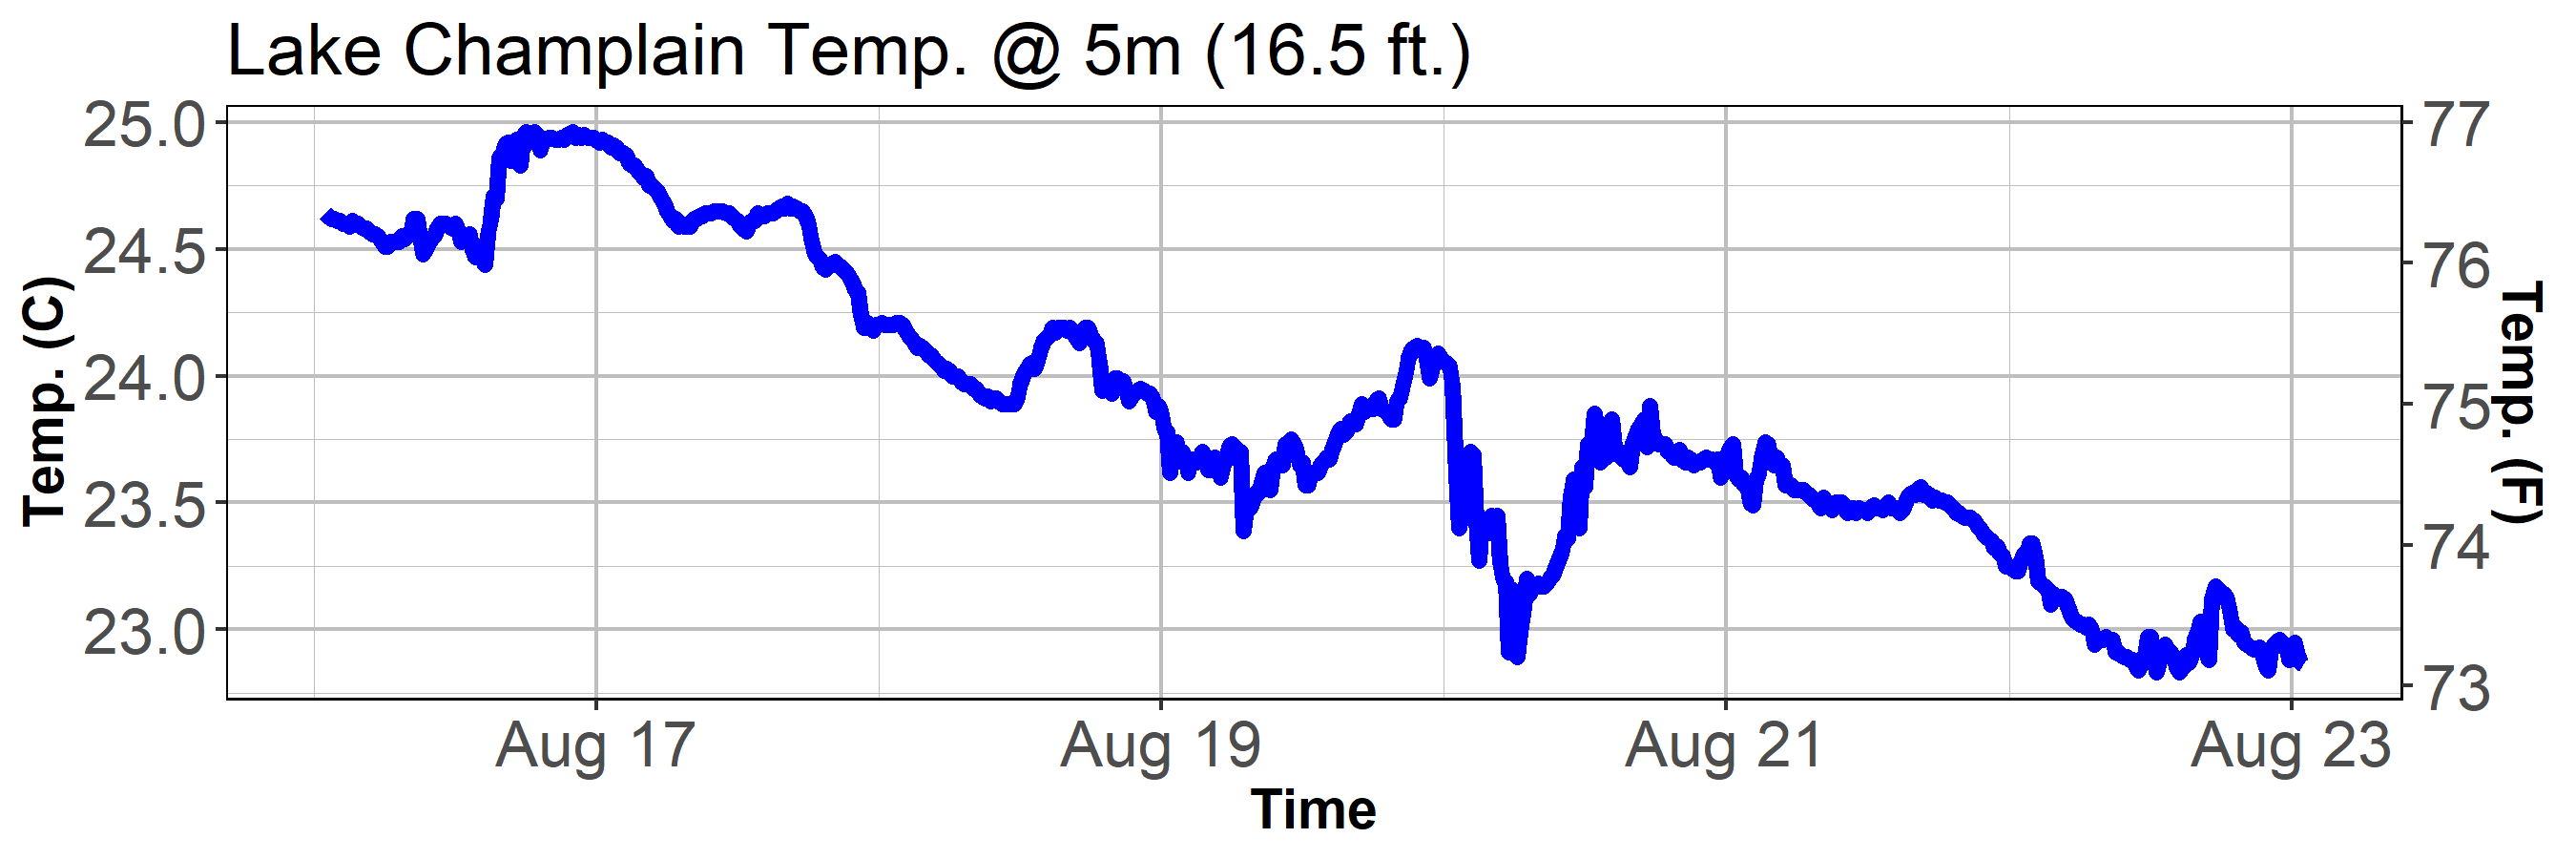 Lake Champlain Temp. @ 5m (16.5 ft.)
Temp. (C)
25.0
24.5
24.0
23.5
23.0
77
76
75
74
73
Temp. (F)
Aug 17
Aug 19
Aug 21
Aug 23
Time